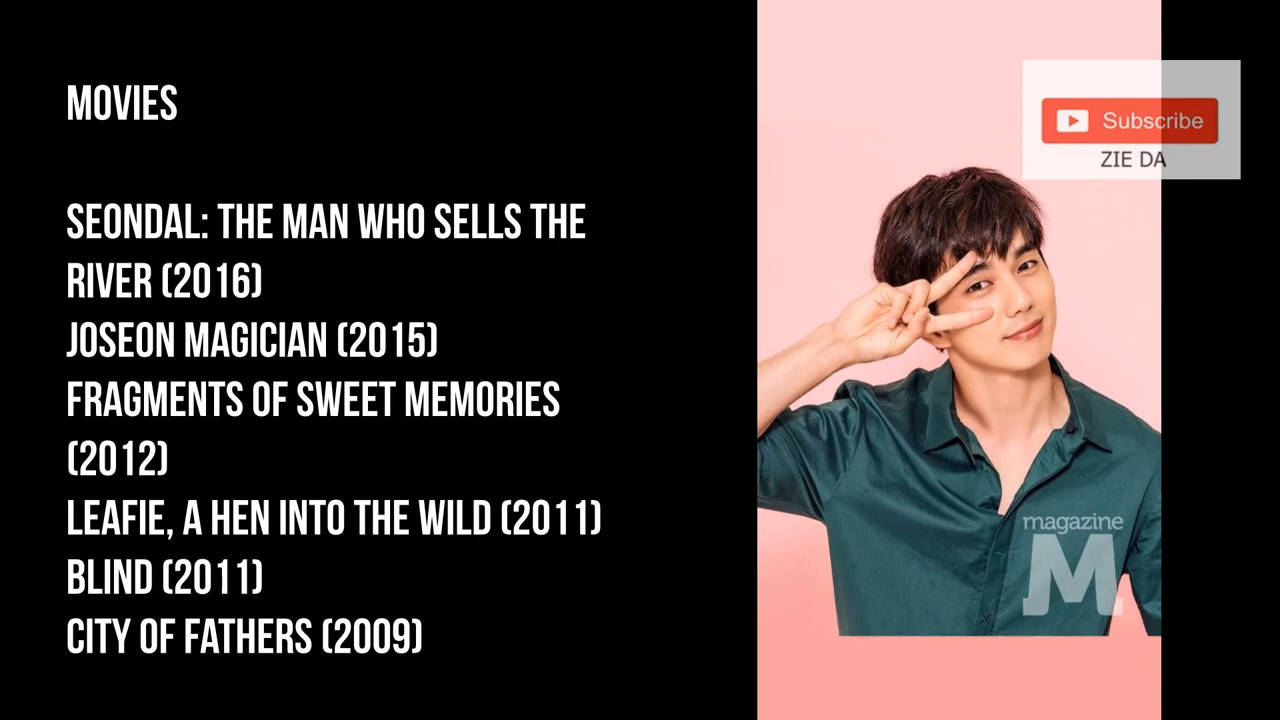 MOVIES
SEONDAL: THE MAN WHO SELLS THE
RIVER (2016)
JOSEON MAGICIAN (2015)
FRAGMENTS OF SWEET MEMORIES
(2012)
LEAFIE, A HEN INTO THE WILD (2011)
BLIND (2011)
CITY OF FATHERS (2009)
Subscribe
ZIE DA
magazine
M